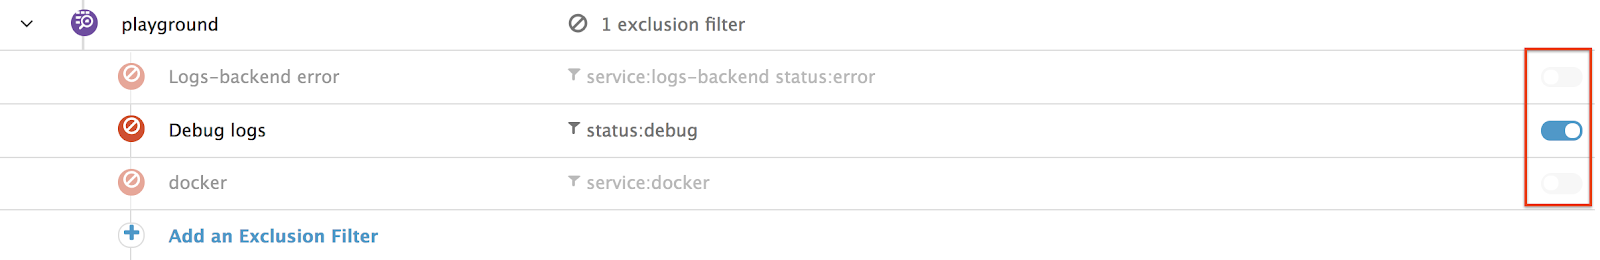 playground 1 exclusion filter
Logs-backend error service:logs-backend status:error
Debug logs status:debug
docker service:docker
Add an Exclusion Filter